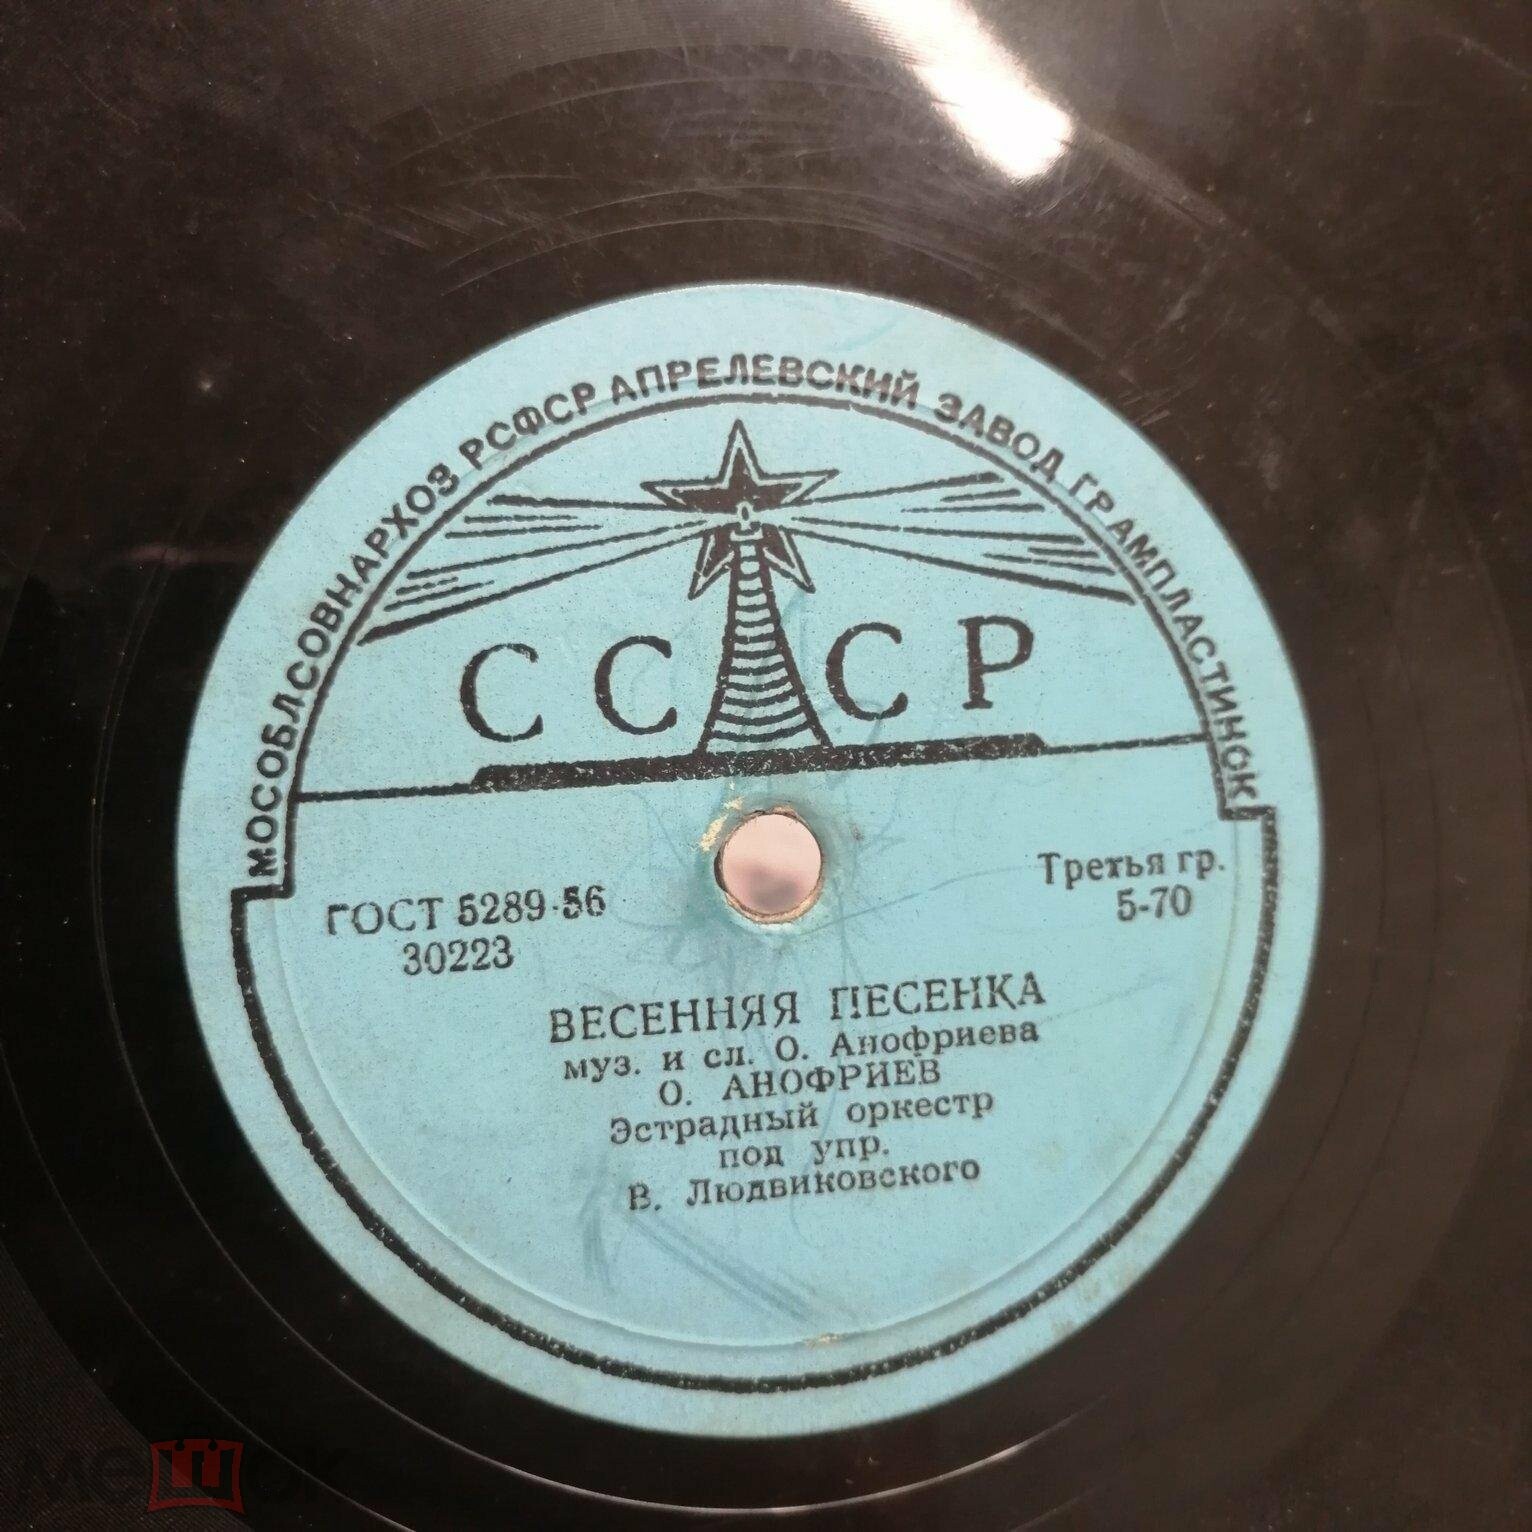 МОСОБЛСОВНАРХОЗ РСФСР АПРЕЛЕВСКИЙ ЗАВОД ГРАМПЛАСТИНОК
СССР
ГОСТ 5289-56
30223
Третья гр.
5-70
ВЕСЕННЯЯ ПЕСЕНКА
муз. и сл. О. Анофриева
О. АНОФРИЕВ
Эстрадный оркестр
под упр.
В. Людвиковского
мешок